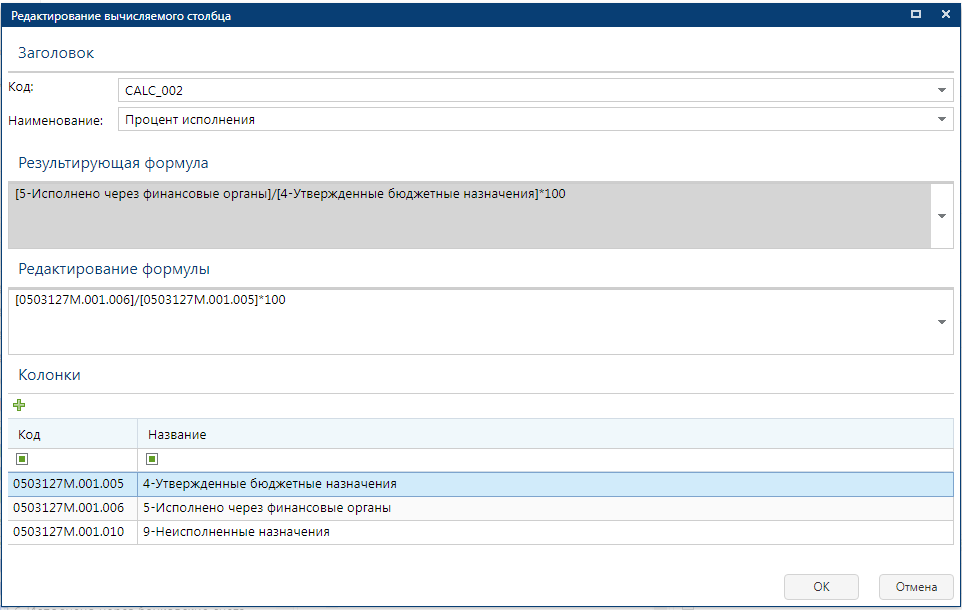 Редактирование вычисляемого столбца
Заголовок
Код: CALC_002
Наименование: Процент исполнения
Результирующая формула
[5-Исполнено через финансовые органы]/[4-Утвержденные бюджетные назначения]*100
Редактирование формулы
[0503127M.001.006]/[0503127M.001.005]*100
Колонки
Код Название
0503127M.001.005 4-Утвержденные бюджетные назначения
0503127M.001.006 5-Исполнено через финансовые органы
0503127M.001.010 9-Неисполненные назначения
ОК Отмена